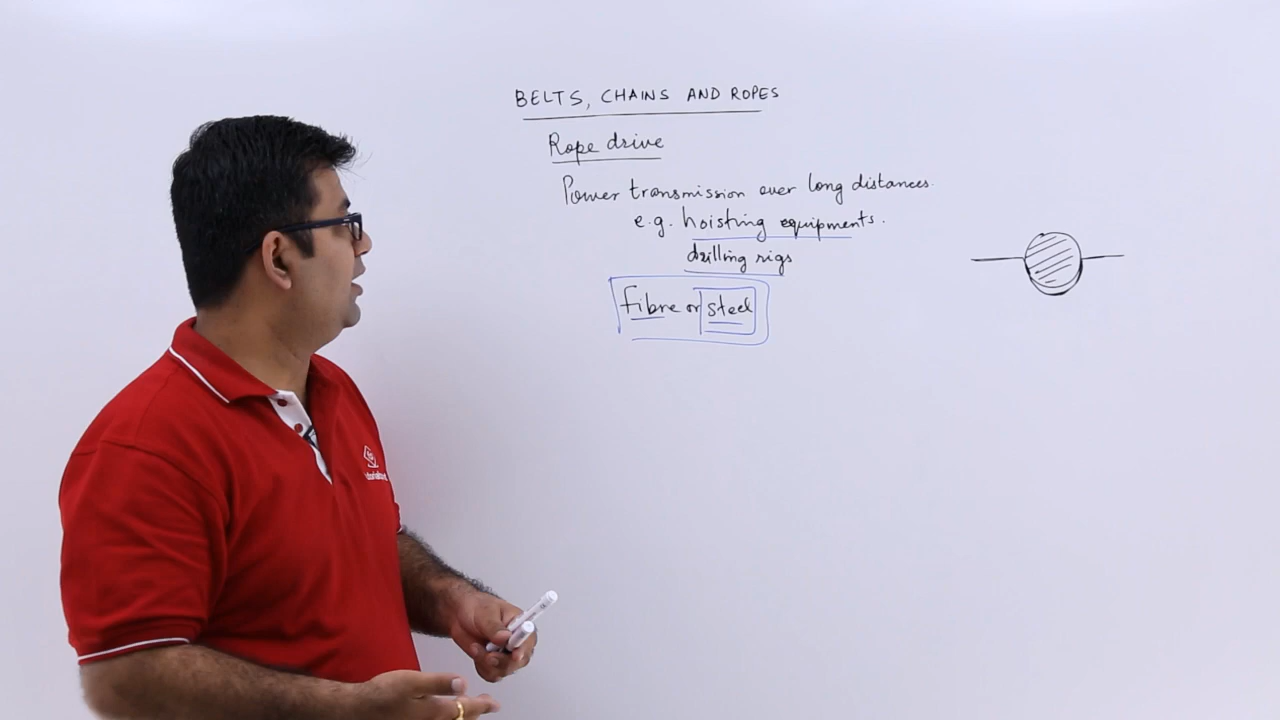 BELTS, CHAINS AND ROPES
Rope drive
Power transmission over long distances.
e.g. hoisting equipments.
drilling rigs
fibre or steel